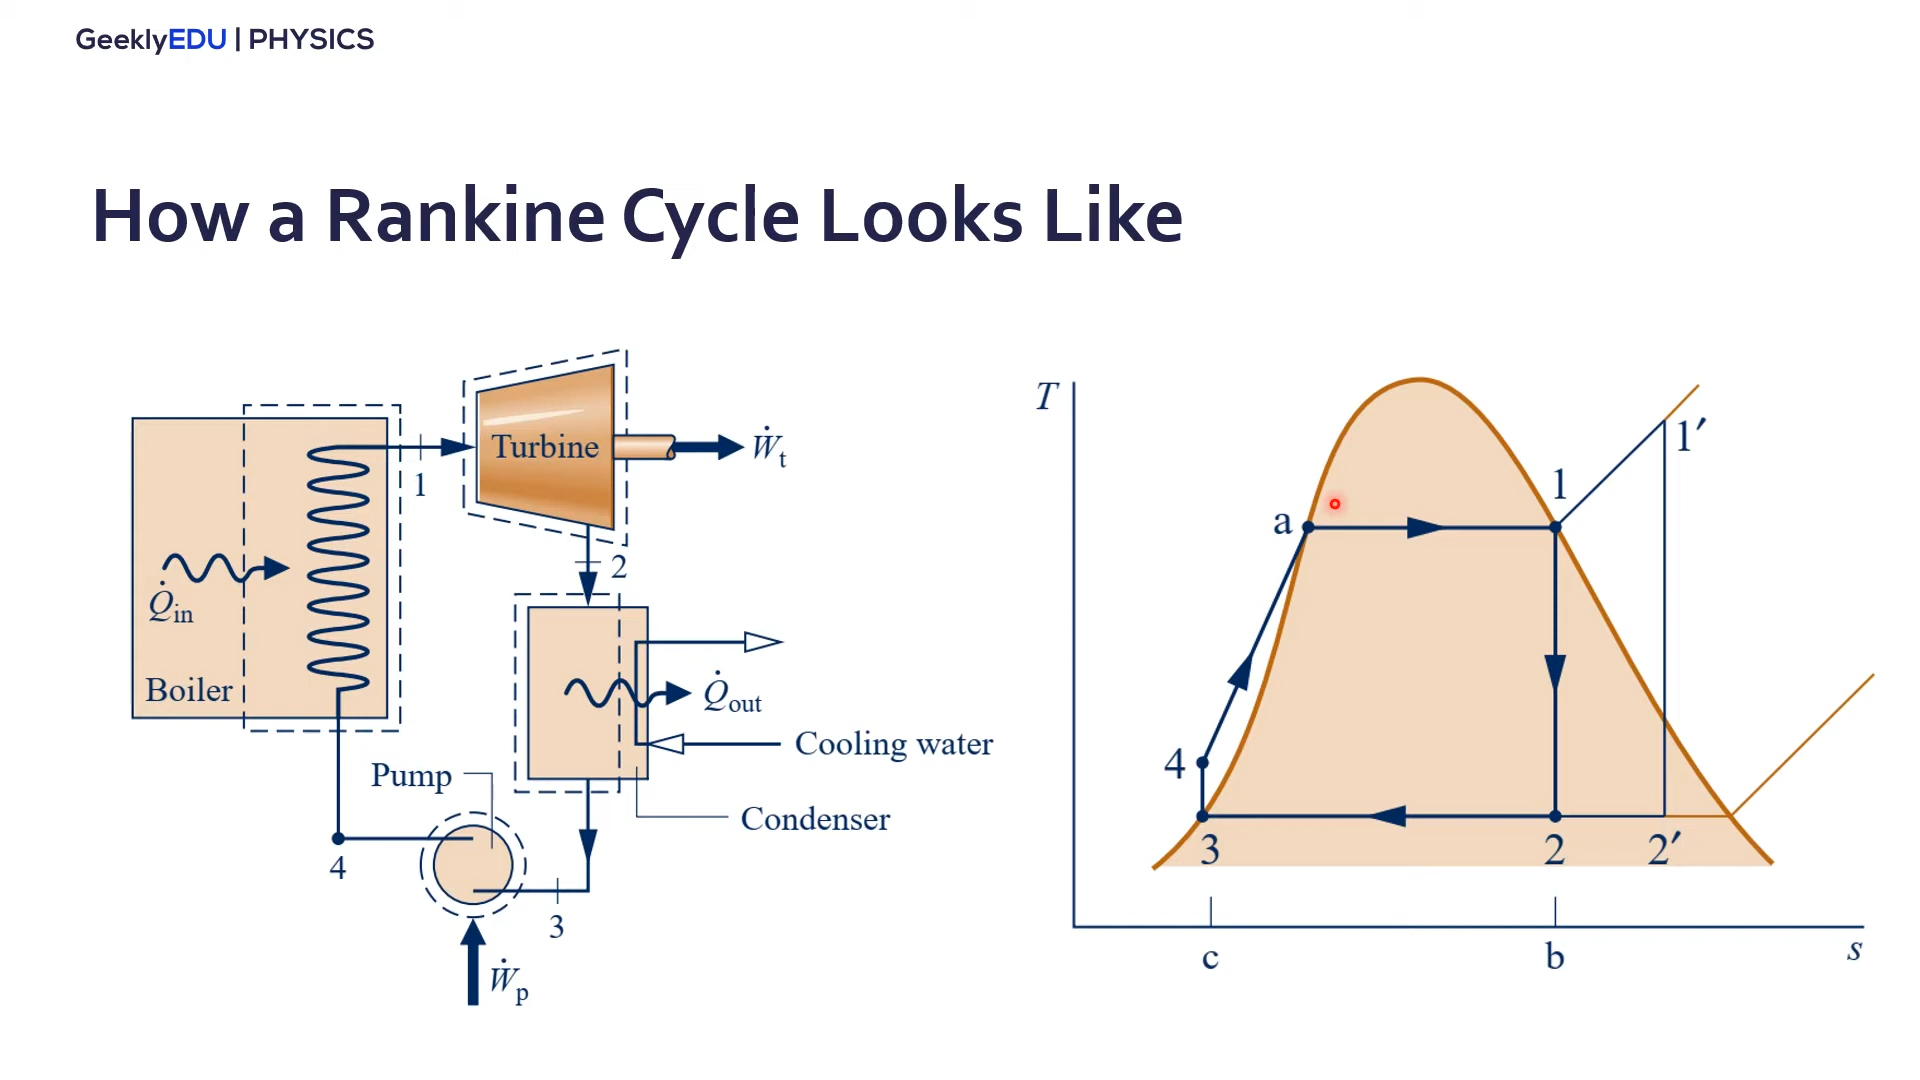 GeeklyEDU | PHYSICS
How a Rankine Cycle Looks Like
Turbine
Ẇt
1
2
Q̇in
Boiler
Q̇out
Cooling water
Pump
Condenser
4
3
Ẇp
T
1′
1
a
4
3
2
2′
c
b
s